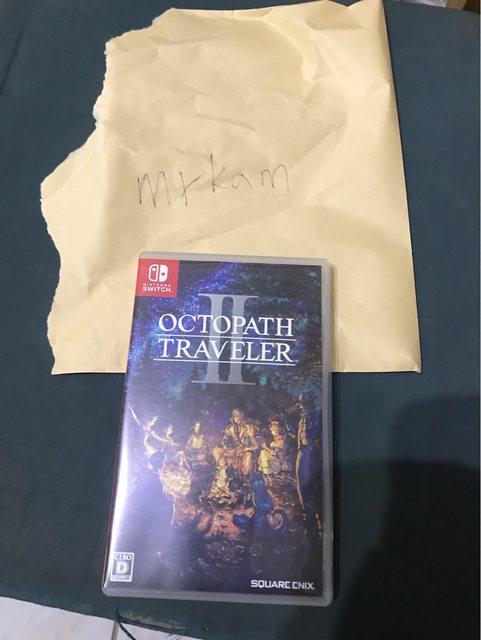 mrkam
NINTENDO
SWITCH
II
OCTOPATH
TRAVELER
CERO
D
SQUARE ENIX